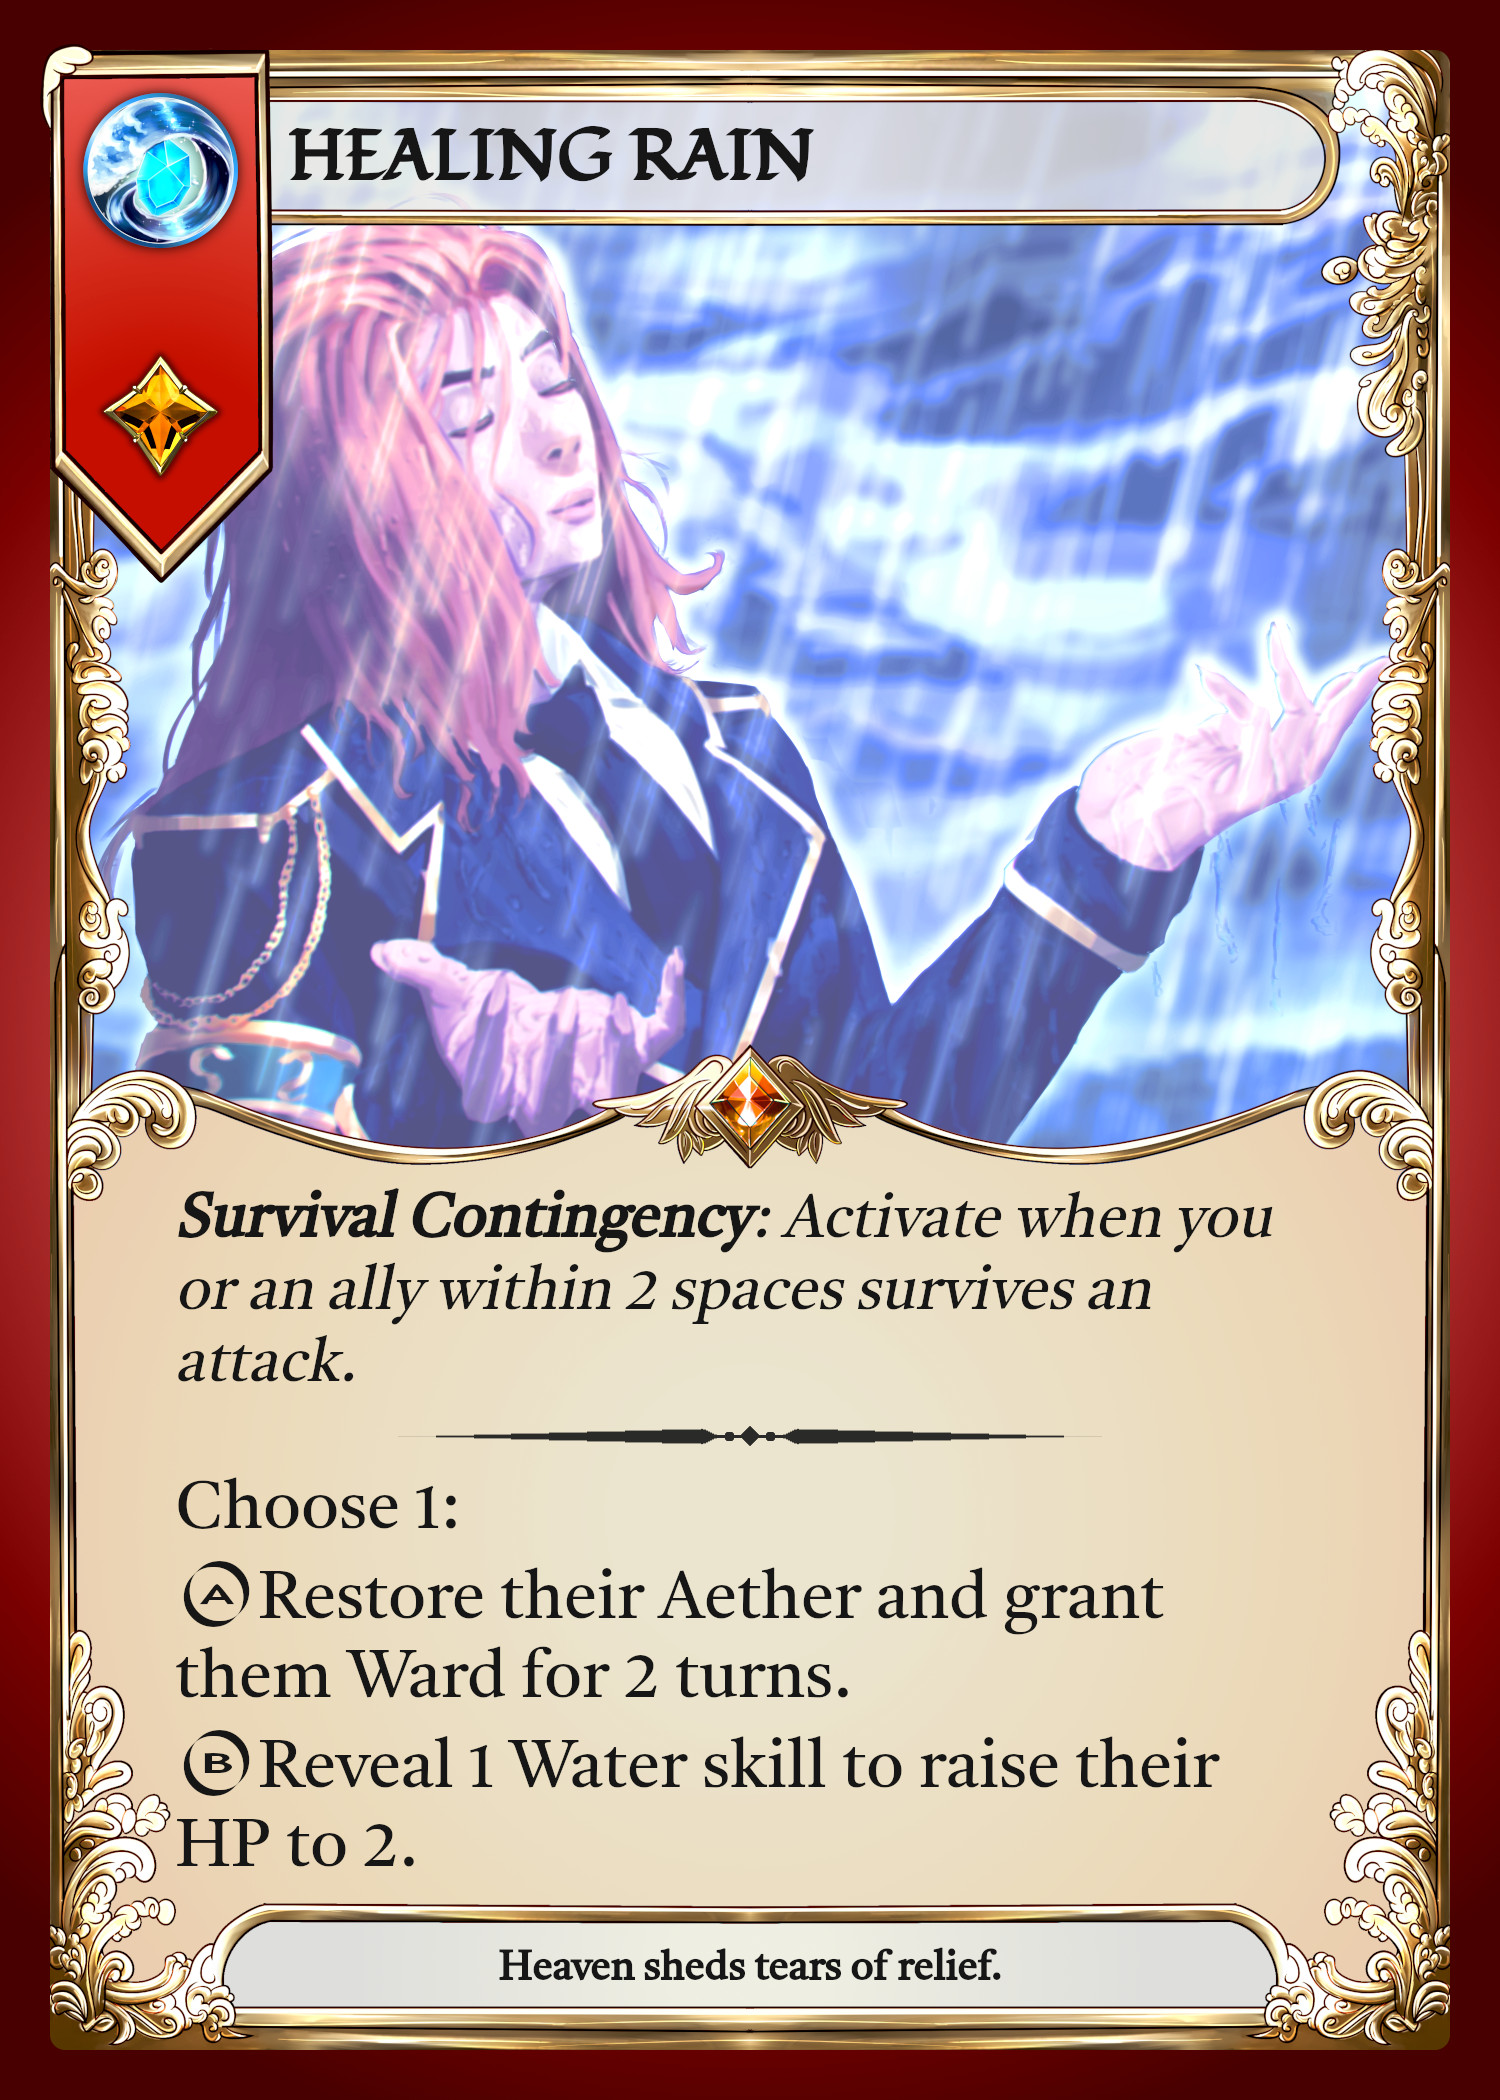 HEALING RAIN
Survival Contingency: Activate when you
or an ally within 2 spaces survives an
attack.
Choose 1:
Ⓐ Restore their Aether and grant
them Ward for 2 turns.
Ⓑ Reveal 1 Water skill to raise their
HP to 2.
Heaven sheds tears of relief.